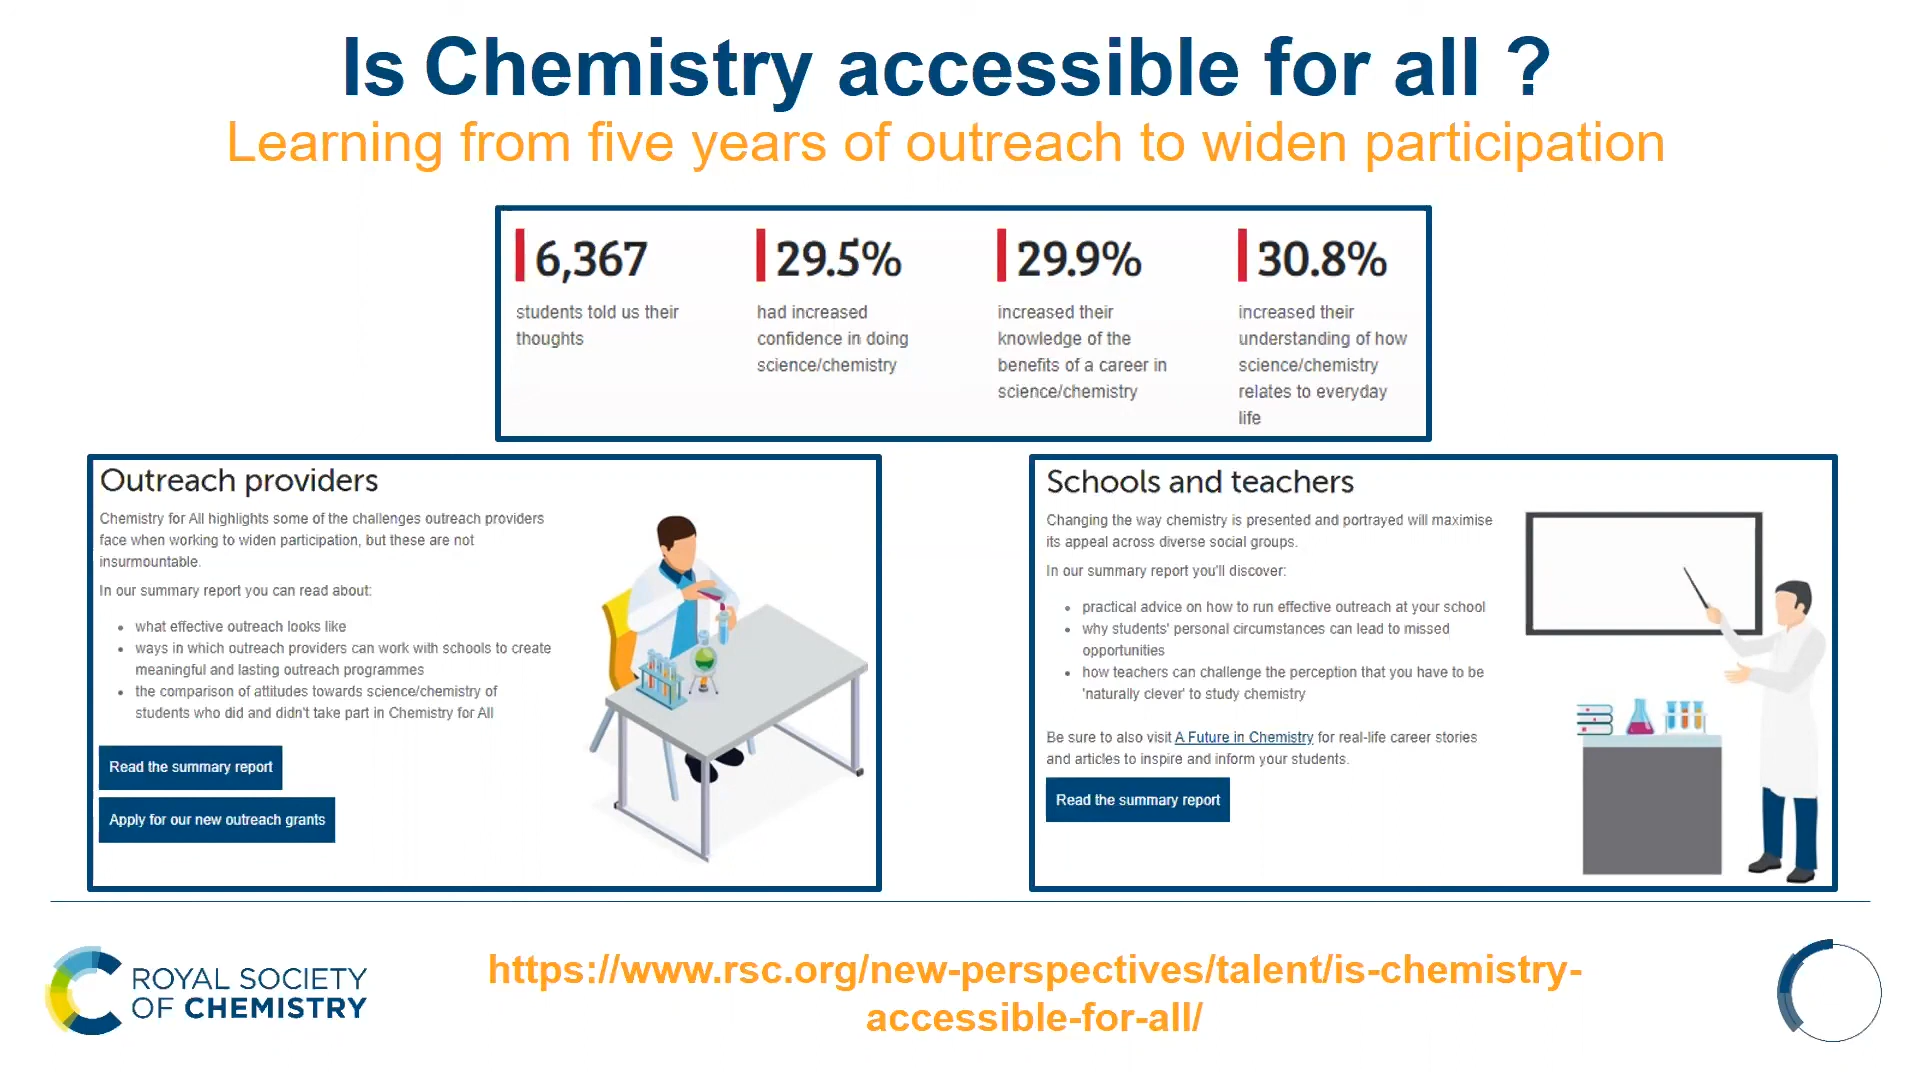 Is Chemistry accessible for all ?
Learning from five years of outreach to widen participation
6,367
students told us their
thoughts
29.5%
had increased
confidence in doing
science/chemistry
29.9%
increased their
knowledge of the
benefits of a career in
science/chemistry
30.8%
increased their
understanding of how
science/chemistry
relates to everyday
life
Outreach providers
Chemistry for All highlights some of the challenges outreach providers
face when working to widen participation, but these are not
insurmountable.
In our summary report you can read about:
• what effective outreach looks like
• ways in which outreach providers can work with schools to create
meaningful and lasting outreach programmes
• the comparison of attitudes towards science/chemistry of
students who did and didn't take part in Chemistry for All
Read the summary report
Apply for our new outreach grants
Schools and teachers
Changing the way chemistry is presented and portrayed will maximise
its appeal across diverse social groups.
In our summary report you'll discover:
• practical advice on how to run effective outreach at your school
• why students' personal circumstances can lead to missed
opportunities
• how teachers can challenge the perception that you have to be
'naturally clever' to study chemistry
Be sure to also visit A Future in Chemistry for real-life career stories
and articles to inspire and inform your students.
Read the summary report
ROYAL SOCIETY
OF CHEMISTRY
https://www.rsc.org/new-perspectives/talent/is-chemistry-
accessible-for-all/